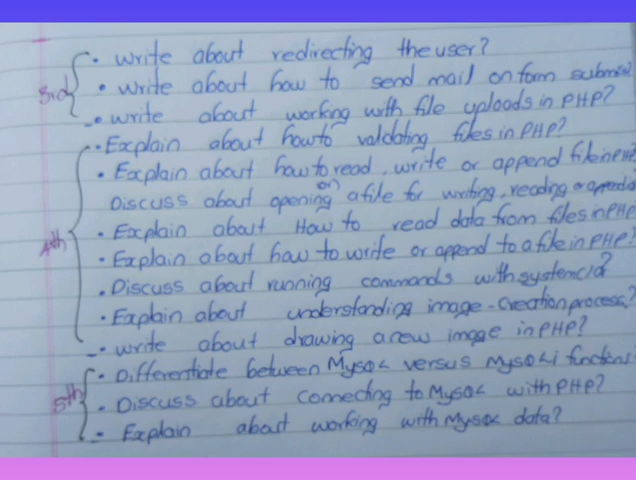 3rd
• write about redirecting the user?
• write about how to send mail on form submi
• write about working with file uploads in PHP?
4th
• Explain about howto validating files in PHP?
• Explain about how to read, write or append file in
Discuss about opening on a file for writing, reading or
• Explain about How to read data from files in PHP
• Explain about how to write or append to a file in PHP?
• Discuss about running commands with system()?
• Explain about understanding image-creation process?
• write about drawing a new image in PHP?
5th
• Differentiate between MySQL versus MySQLi functions
• Discuss about connecting to MySQL with PHP?
• Explain about working with MySQL data?